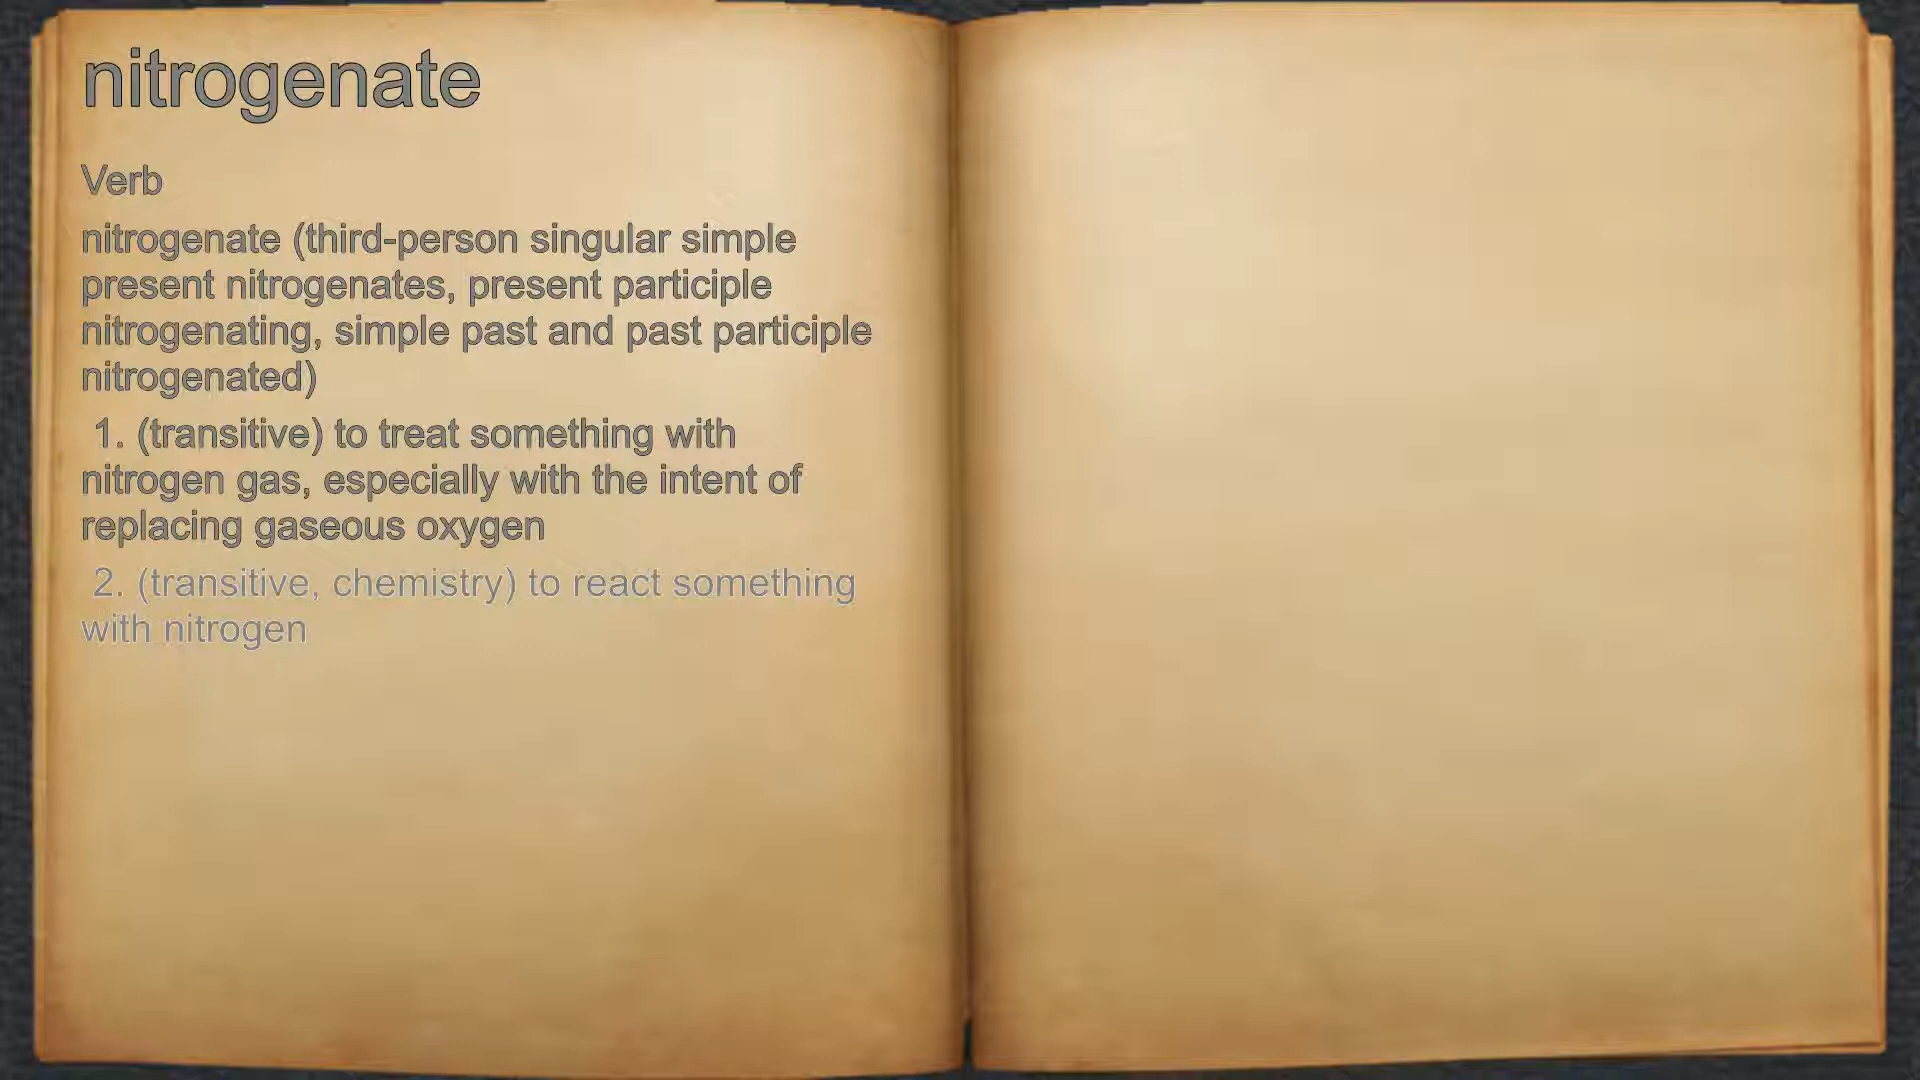 nitrogenate
Verb
nitrogenate (third-person singular simple
present nitrogenates, present participle
nitrogenating, simple past and past participle
nitrogenated)
1. (transitive) to treat something with
nitrogen gas, especially with the intent of
replacing gaseous oxygen
2. (transitive, chemistry) to react something
with nitrogen